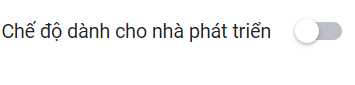 Chế độ dành cho nhà phát triển